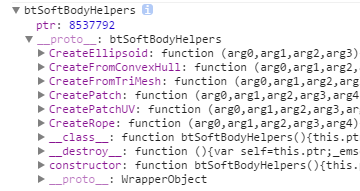 ▼ btSoftBodyHelpers i
ptr: 8537792
▼ __proto__: btSoftBodyHelpers
▶ CreateEllipsoid: function (arg0,arg1,arg2,arg3)
▶ CreateFromConvexHull: function (arg0,arg1,arg2,
▶ CreateFromTriMesh: function (arg0,arg1,arg2,arg
▶ CreatePatch: function (arg0,arg1,arg2,arg3,arg4
▶ CreatePatchUV: function (arg0,arg1,arg2,arg3,ar
▶ CreateRope: function (arg0,arg1,arg2,arg3,arg4)
▶ __class__: function btSoftBodyHelpers(){this.pt
▶ __destroy__: function (){var self=this.ptr;_ems
▶ constructor: function btSoftBodyHelpers(){this.
▶ __proto__: WrapperObject